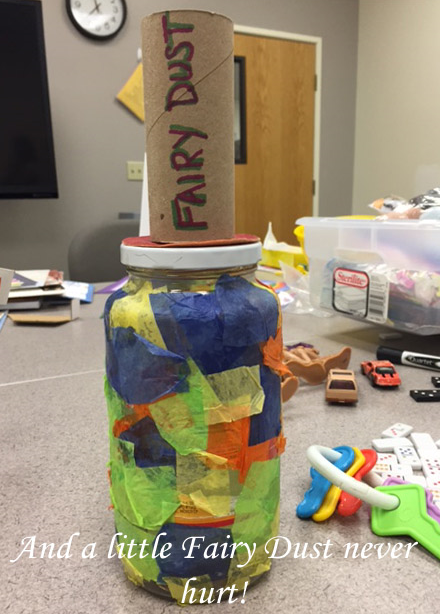 FAIRY DUST
And a little Fairy Dust never
hurt!